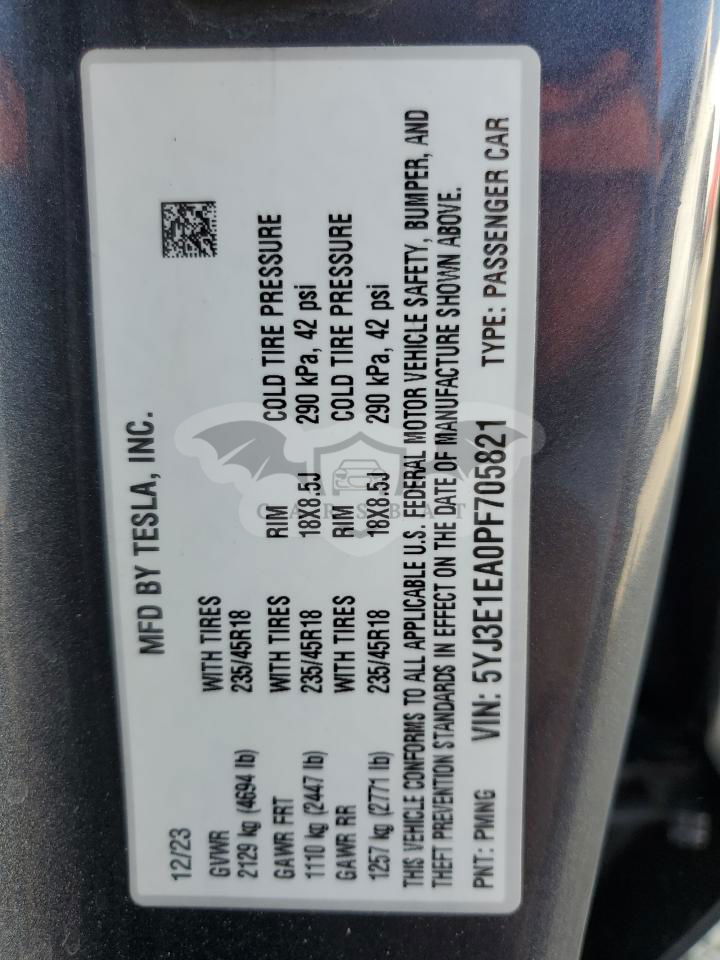 MFD BY TESLA, INC.
12/23
GVWR WITH TIRES
2129 kg (4694 lb) 235/45R18
GAWR FRT WITH TIRES RIM COLD TIRE PRESSURE
1110 kg (2447 lb) 235/45R18 18X8.5J 290 kPa, 42 psi
GAWR RR WITH TIRES RIM COLD TIRE PRESSURE
1257 kg (2771 lb) 235/45R18 18X8.5J 290 kPa, 42 psi
THIS VEHICLE CONFORMS TO ALL APPLICABLE U.S. FEDERAL MOTOR VEHICLE SAFETY, BUMPER, AND
THEFT PREVENTION STANDARDS IN EFFECT ON THE DATE OF MANUFACTURE SHOWN ABOVE.
PNT: PMNG VIN: 5YJ3E1EA0PF705821 TYPE: PASSENGER CAR